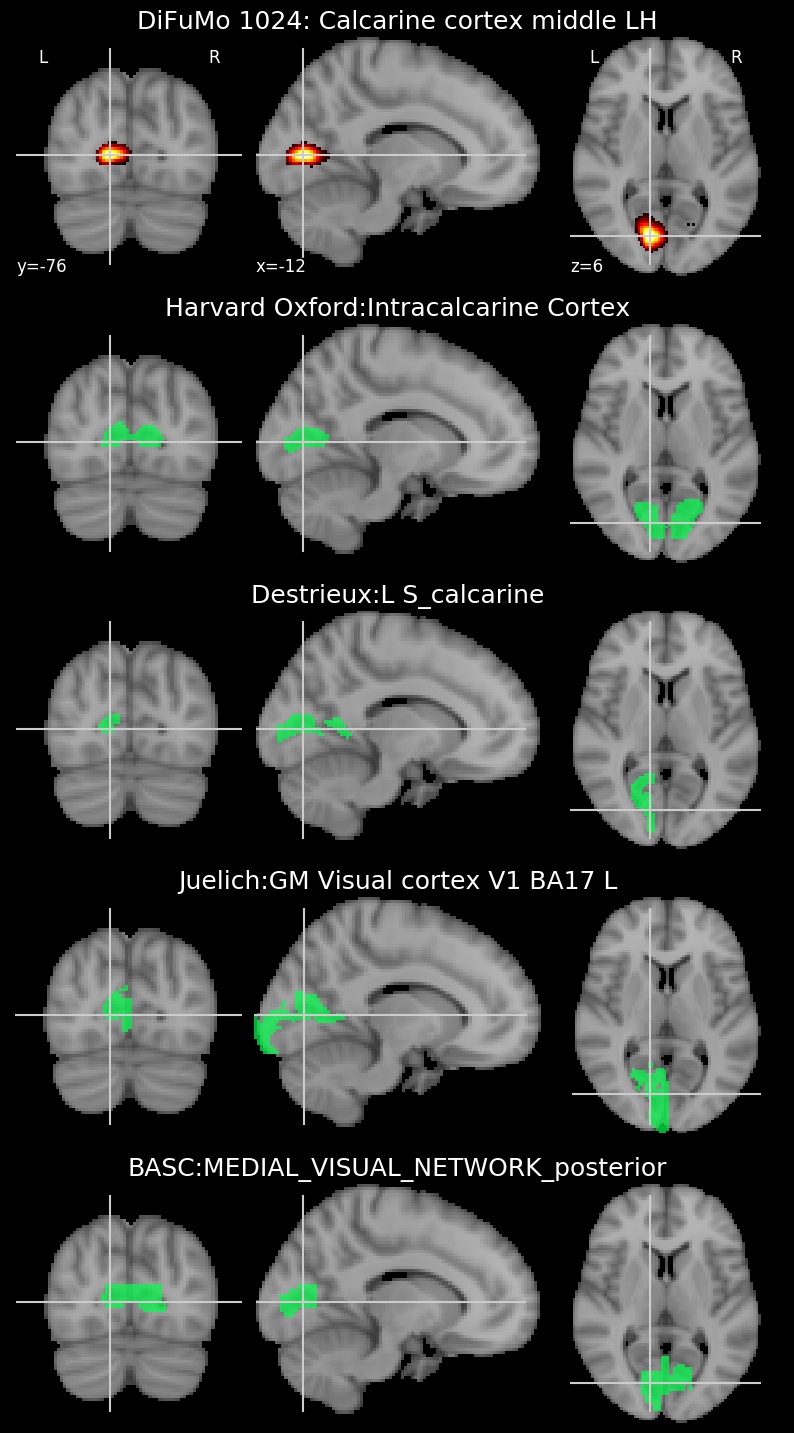 DiFuMo 1024: Calcarine cortex middle LH
L R L R
y=-76 x=-12 z=6
Harvard Oxford:Intracalcarine Cortex
Destrieux:L S_calcarine
Juelich:GM Visual cortex V1 BA17 L
BASC:MEDIAL_VISUAL_NETWORK_posterior